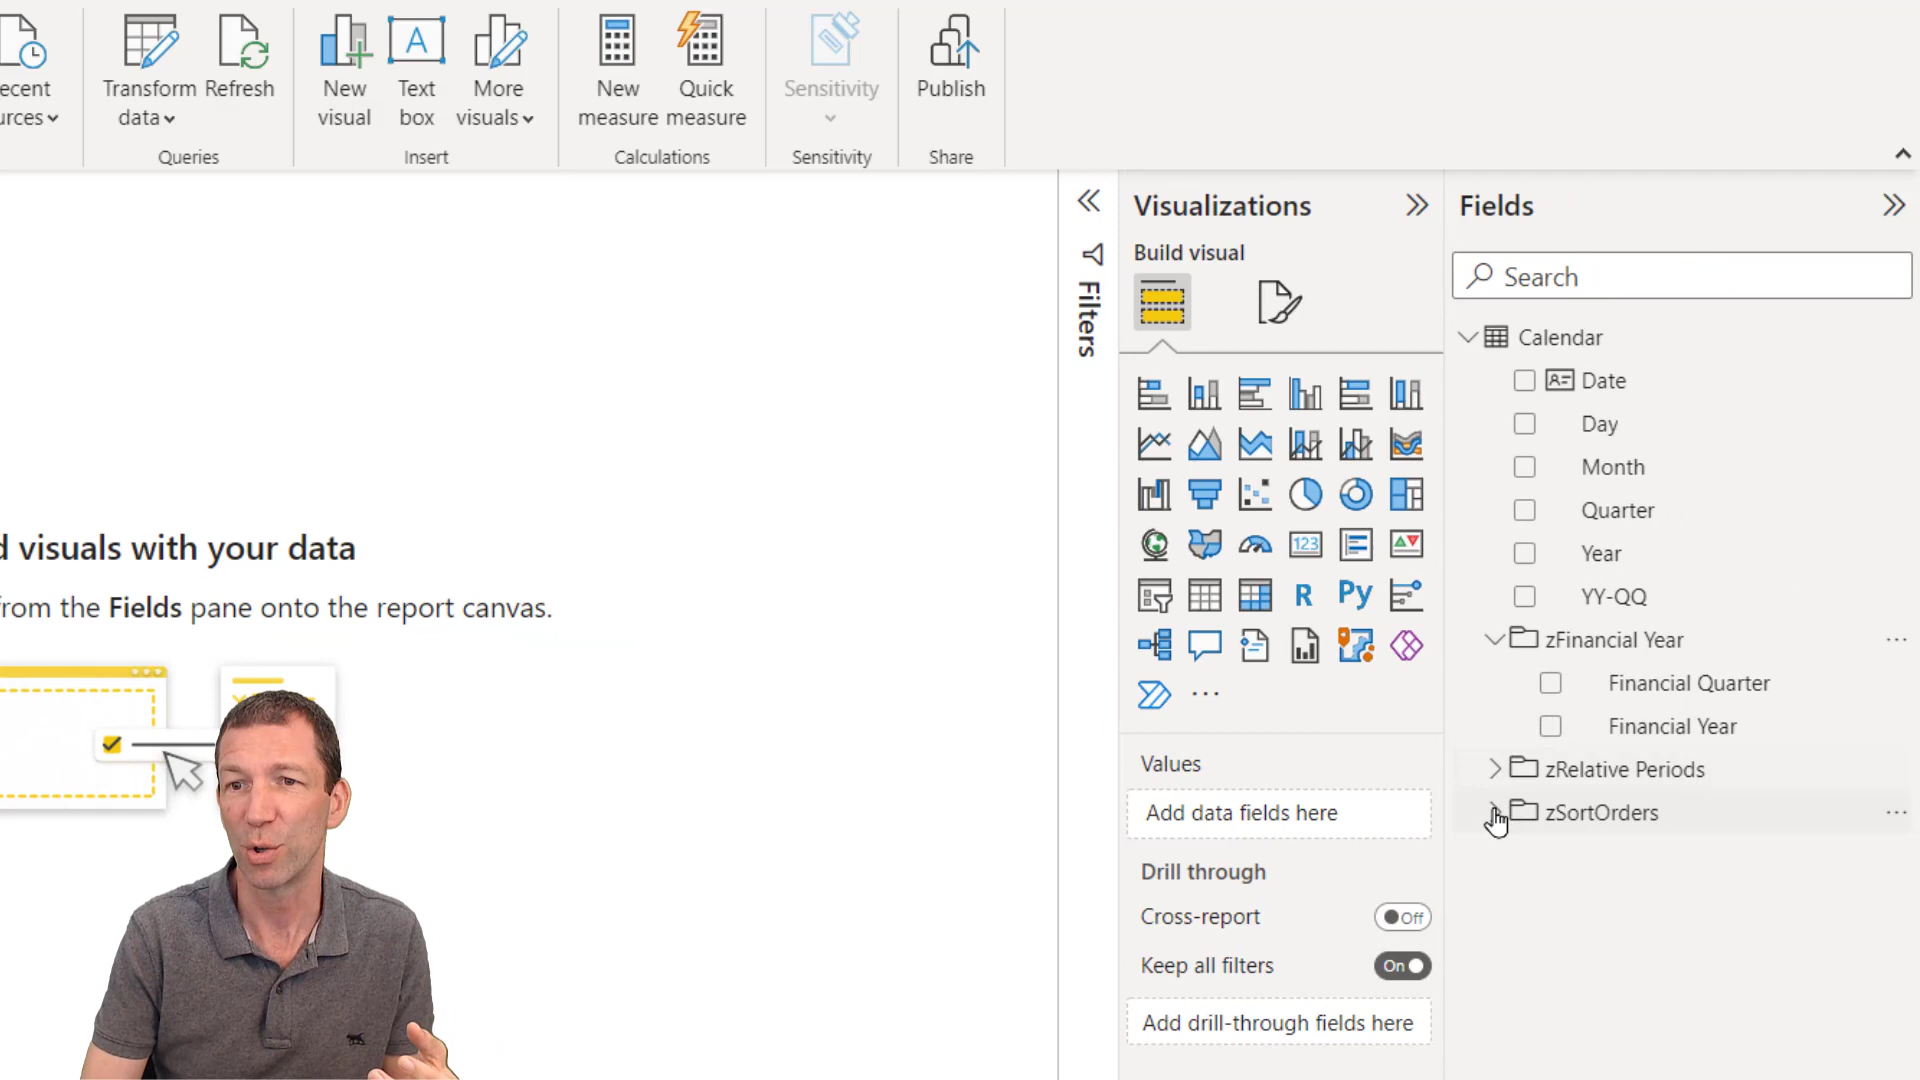 ecent
urces
Transform
data
Refresh
Queries
New
visual
A
Text
box
More
visuals
Insert
New
measure
Quick
measure
Calculations
Sensitivity
Sensitivity
Publish
Share
Filters
Visualizations
Build visual
123
R
Py
Values
Add data fields here
Drill through
Cross-report
Off
Keep all filters
On
Add drill-through fields here
Fields
Search
Calendar
Date
Day
Month
Quarter
Year
YY-QQ
zFinancial Year
Financial Quarter
Financial Year
zRelative Periods
zSortOrders
d visuals with your data
from the Fields pane onto the report canvas.